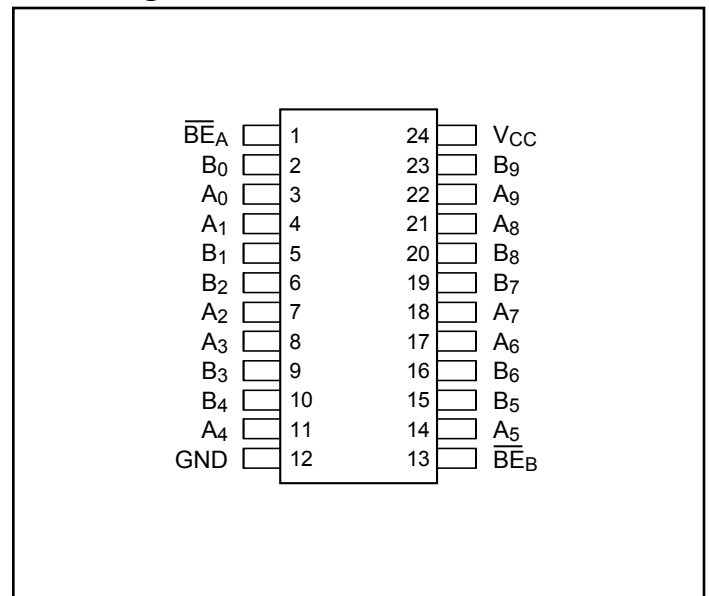 B̅E̅A 1 24 VCC
B0 2 23 B9
A0 3 22 A9
A1 4 21 A8
B1 5 20 B8
B2 6 19 B7
A2 7 18 A7
A3 8 17 A6
B3 9 16 B6
B4 10 15 B5
A4 11 14 A5
GND 12 13 B̅E̅B